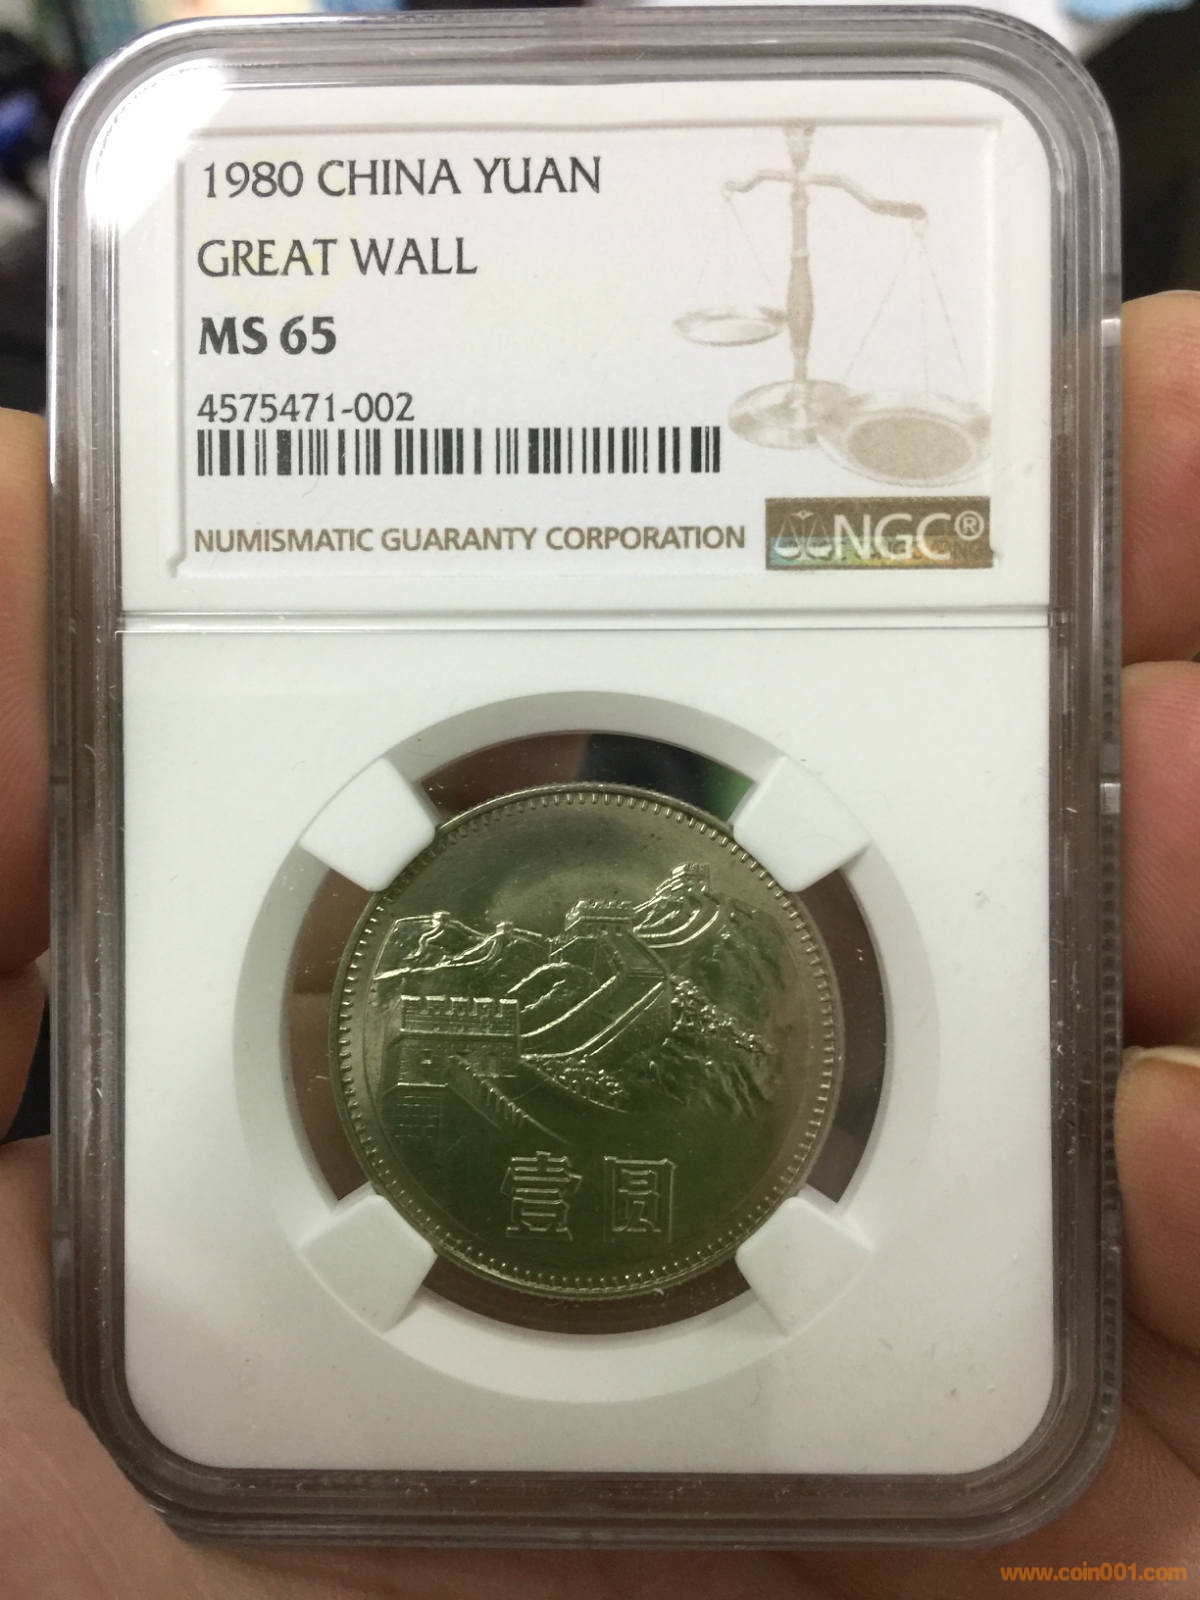 1980 CHINA YUAN
GREAT WALL
MS 65
4575471-002
NUMISMATIC GUARANTY CORPORATION
NGC®
壹圆
www.coin001.com